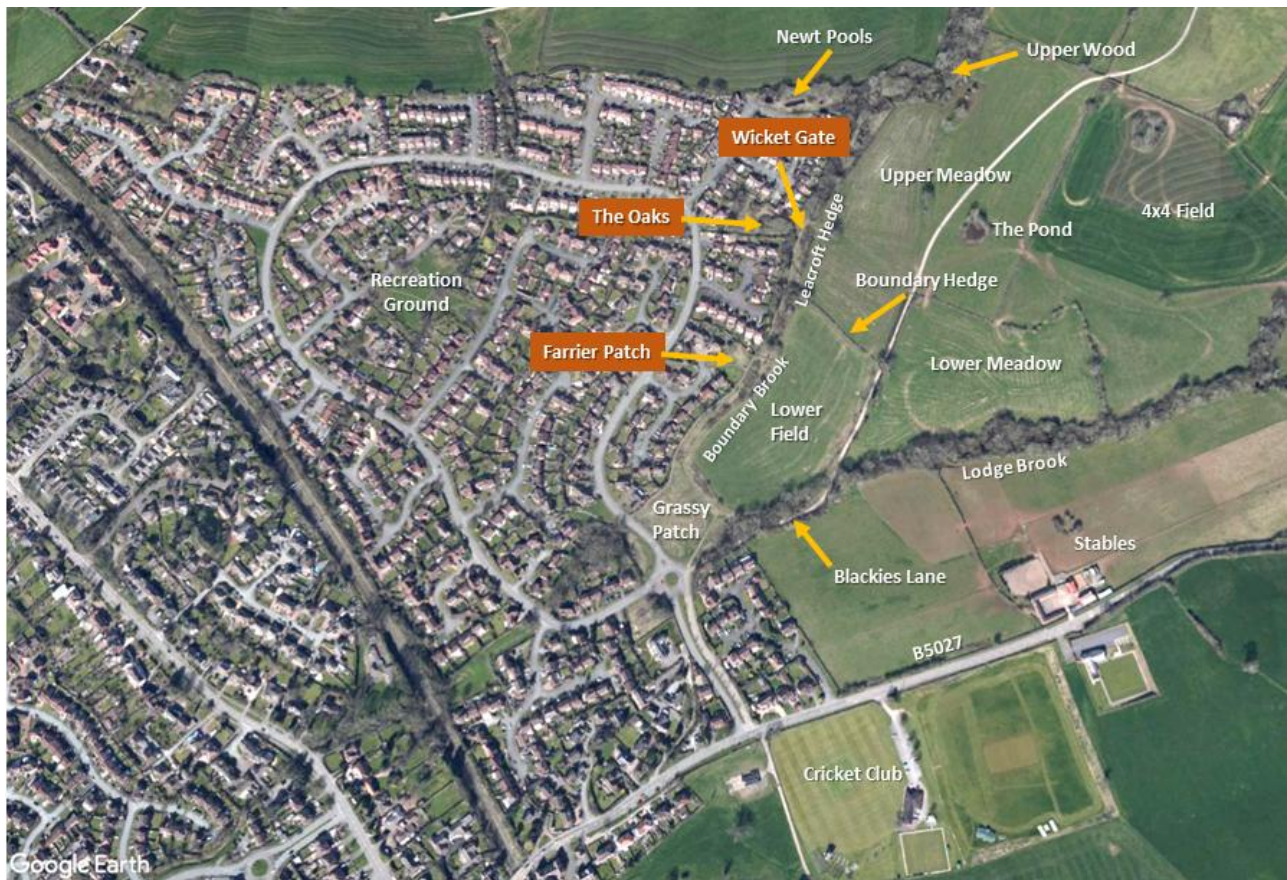 Newt Pools
Upper Wood
Wicket Gate
Upper Meadow
The Oaks
4x4 Field
The Pond
Leacroft Hedge
Recreation
Ground
Boundary Hedge
Farrier Patch
Lower Meadow
Boundary Brook
Lower
Field
Lodge Brook
Grassy
Patch
Stables
Blackies Lane
B5027
Cricket Club
Google Earth